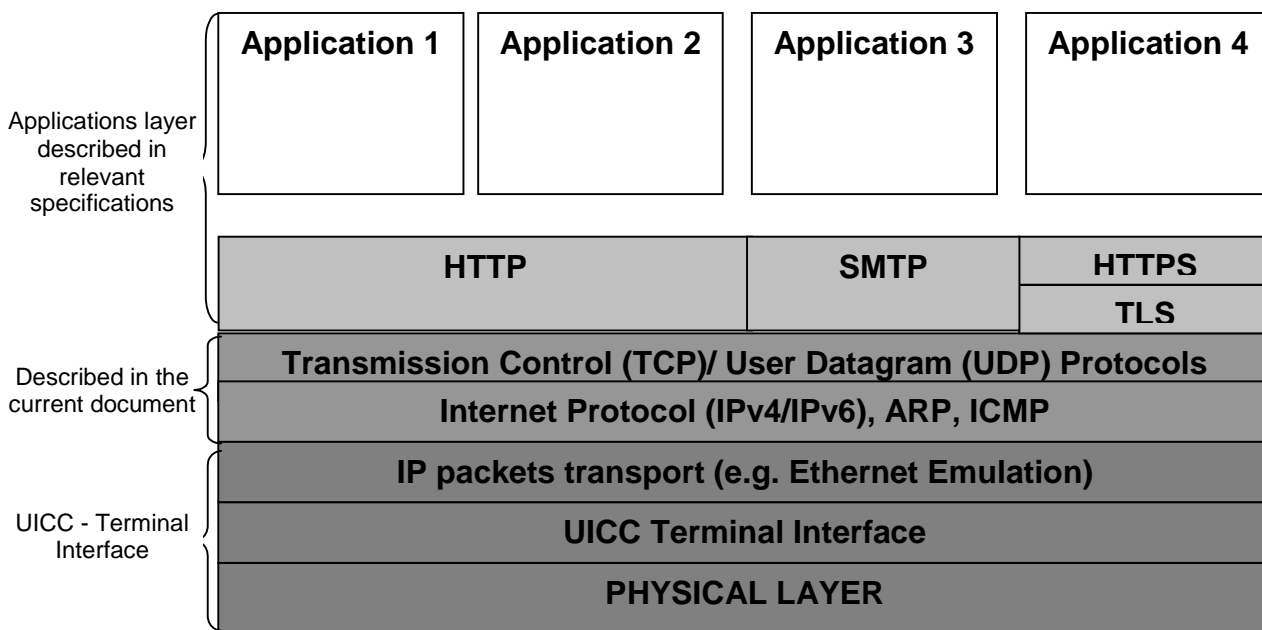 Application 1
Application 2
Application 3
Application 4
Applications layer
described in
relevant
specifications
HTTP
SMTP
HTTPS
TLS
Described in the
current document
Transmission Control (TCP)/ User Datagram (UDP) Protocols
Internet Protocol (IPv4/IPv6), ARP, ICMP
UICC - Terminal
Interface
IP packets transport (e.g. Ethernet Emulation)
UICC Terminal Interface
PHYSICAL LAYER